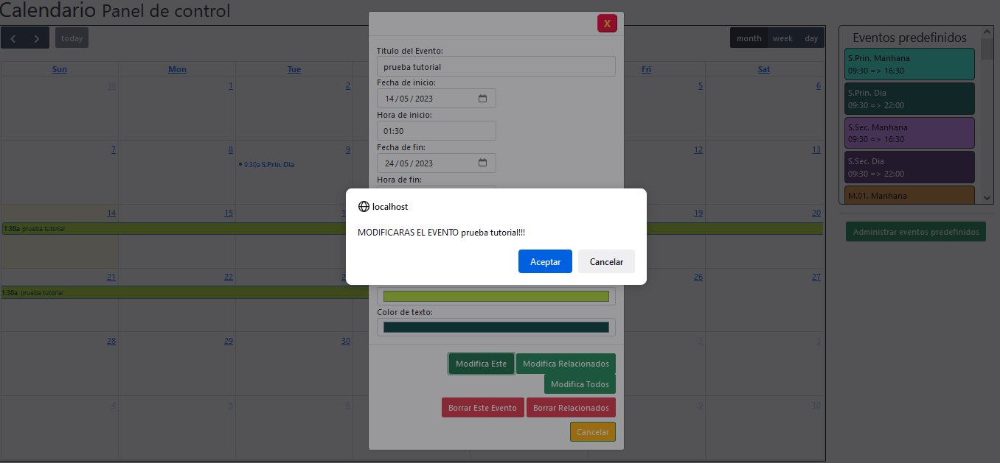 Calendario Panel de control
today
month week day
Sun Mon Tue Fri Sat
30 1 2 5 6
7 8 9 12 13
9:30a S.Prin. Dia
14 15 1 19 20
1:30a prueba tutorial
21 22 2 26 27
1:30a prueba tutorial
28 29 30 2 3
4 5 6 9 10
X
Titulo del Evento:
prueba tutorial
Fecha de inicio:
14/05/2023
Hora de inicio:
01:30
Fecha de fin:
24/05/2023
Hora de fin:
localhost
MODIFICARAS EL EVENTO prueba tutorial!!!
Aceptar Cancelar
Color de texto:
Modifica Este Modifica Relacionados
Modifica Todos
Borrar Este Evento Borrar Relacionados
Cancelar
Eventos predefinidos
S.Prin. Manhana
09:30 => 16:30
S.Prin. Dia
09:30 => 22:00
S.Sec. Manhana
09:30 => 16:30
S.Sec. Dia
09:30 => 22:00
M.01. Manhana
Administrar eventos predefinidos